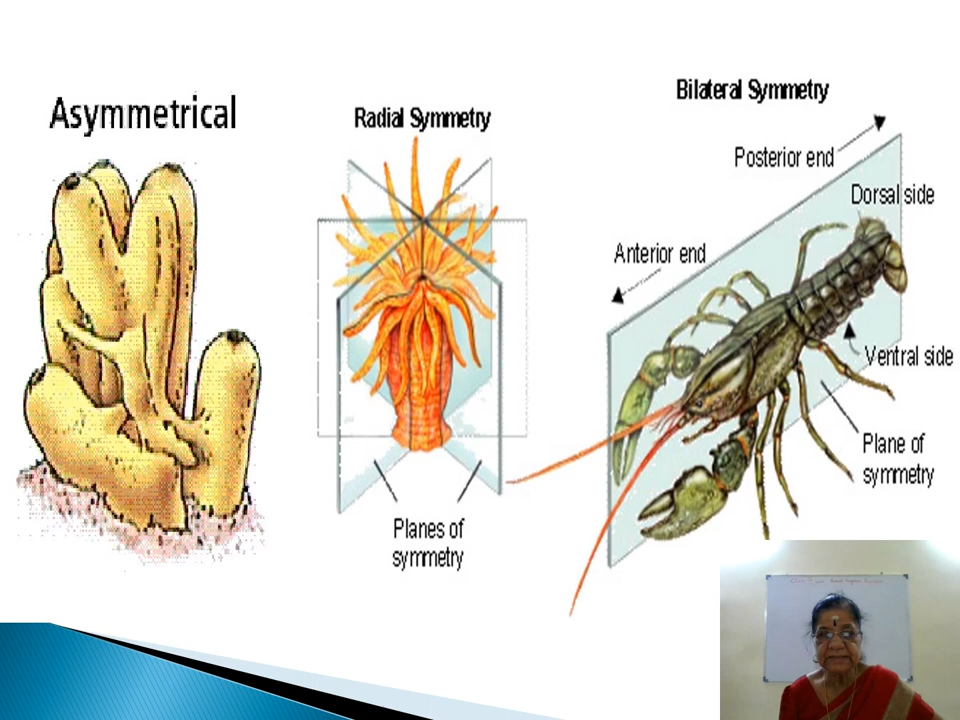 Asymmetrical
Radial Symmetry
Planes of
symmetry
Bilateral Symmetry
Posterior end
Dorsal side
Anterior end
Ventral side
Plane of
symmetry